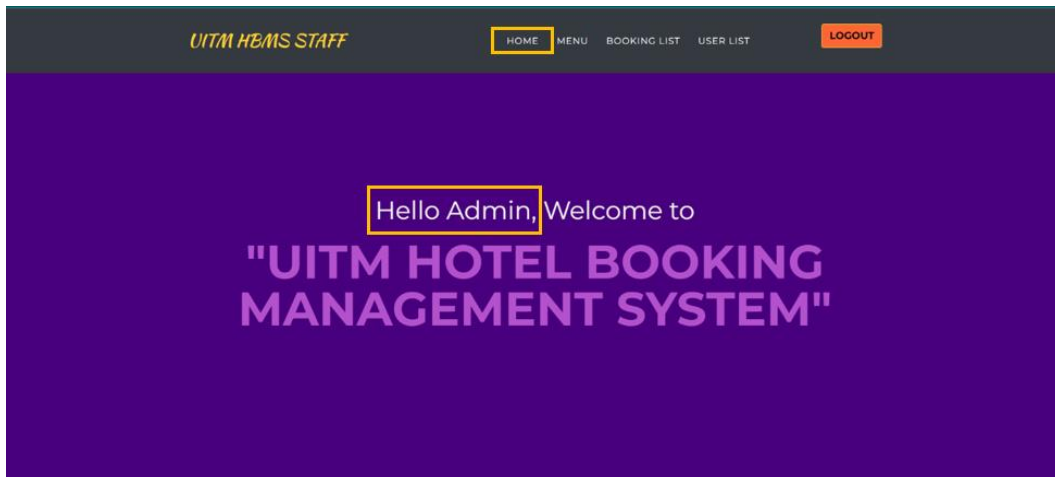 UITM HBMS STAFF
HOME MENU BOOKING LIST USER LIST
LOGOUT
Hello Admin, Welcome to
"UITM HOTEL BOOKING
MANAGEMENT SYSTEM"